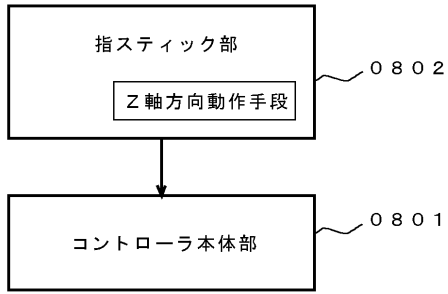 指スティック部
０８０２
Ｚ軸方向動作手段
コントローラ本体部
０８０１